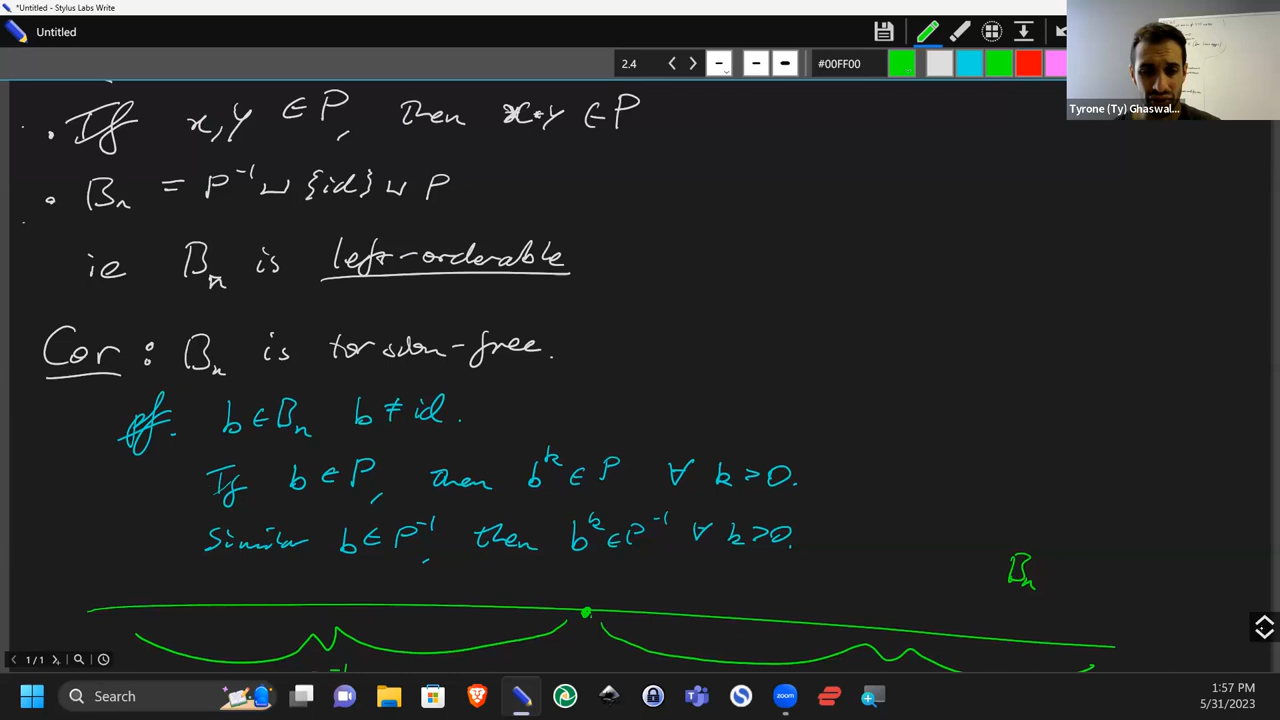 *Untitled - Stylus Labs Write
Untitled
2.4
#00FF00
Tyrone (Ty) Ghaswal...
• If x,y ∈ P, then x·y ∈ P
• Bₙ = P⁻¹ ⊔ {id} ⊔ P
ie Bₙ is left-orderable
Cor: Bₙ is torsion-free.
pf. b ∈ Bₙ b ≠ id.
If b ∈ P, then bᵏ ∈ P ∀ k > 0.
Similar b ∈ P⁻¹, then bᵏ ∈ P⁻¹ ∀ k > 0.
Bₙ
-1
1/1
Search
1:57 PM
5/31/2023